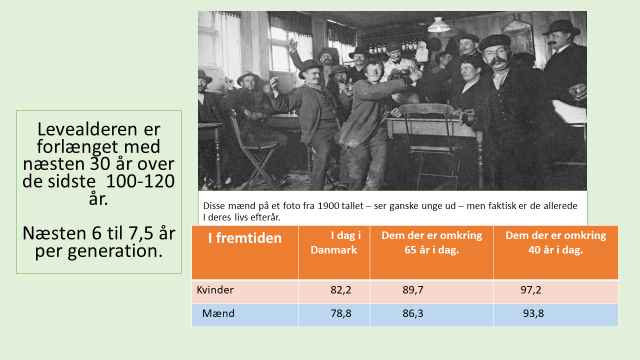 Levealderen er
forlænget med
næsten 30 år over
de sidste 100-120
år.
Næsten 6 til 7,5 år
per generation.
Disse mænd på et foto fra 1900 tallet – ser ganske unge ud – men faktisk er de allerede
I deres livs efterår.
I fremtiden I dag i Dem der er omkring Dem der er omkring
Danmark 65 år i dag. 40 år i dag.
Kvinder 82,2 89,7 97,2
Mænd 78,8 86,3 93,8